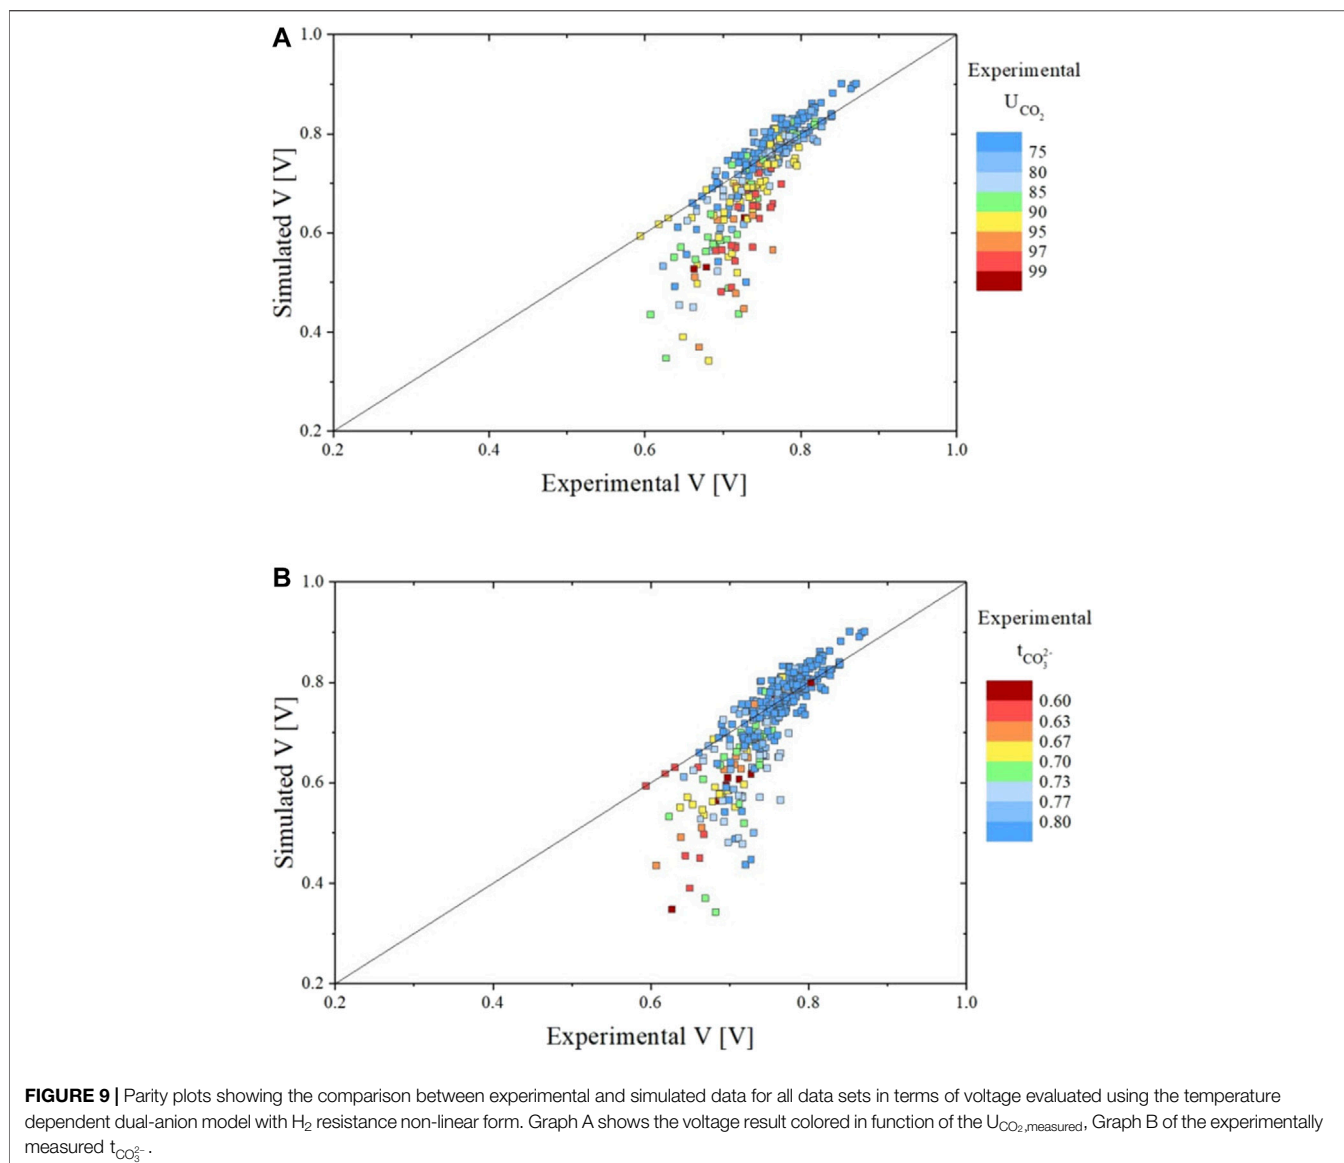 A
1.0
0.8
0.6
0.4
0.2
Simulated V [V]
0.2 0.4 0.6 0.8 1.0
Experimental V [V]
Experimental
U_CO₂
75
80
85
90
95
97
99
B
1.0
0.8
0.6
0.4
0.2
Simulated V [V]
0.2 0.4 0.6 0.8 1.0
Experimental V [V]
Experimental
t_CO₃²⁻
0.60
0.63
0.67
0.70
0.73
0.77
0.80
FIGURE 9 | Parity plots showing the comparison between experimental and simulated data for all data sets in terms of voltage evaluated using the temperature
dependent dual-anion model with H₂ resistance non-linear form. Graph A shows the voltage result colored in function of the U_CO₂,measured, Graph B of the experimentally
measured t_CO₃²⁻.